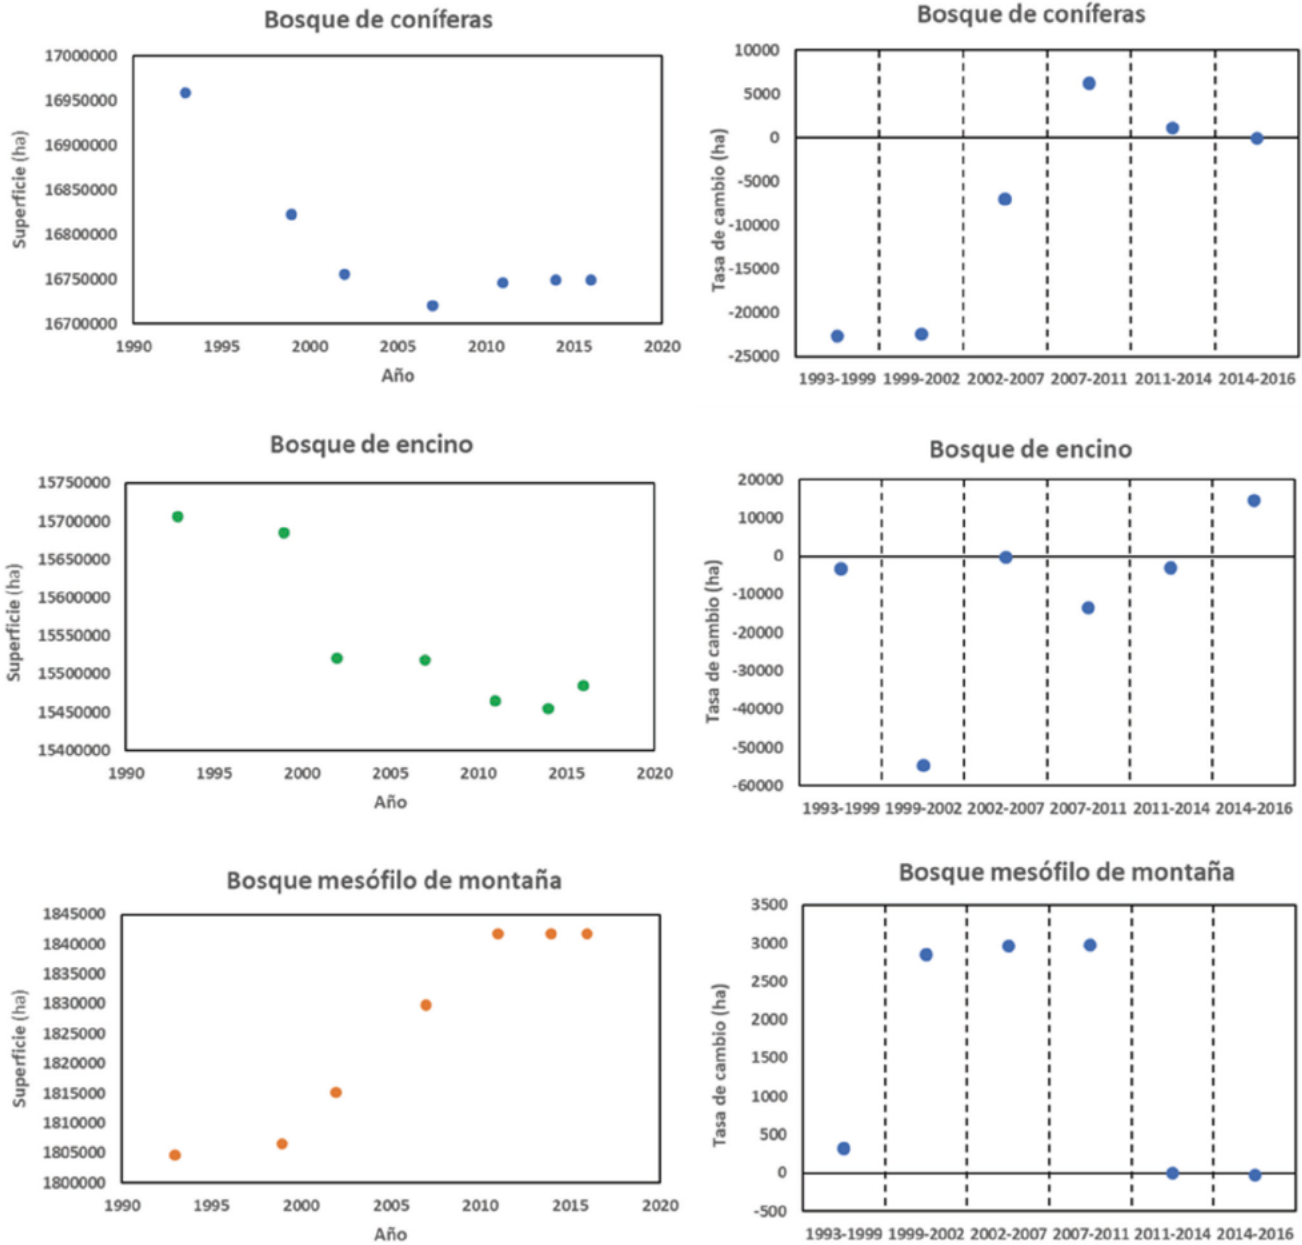 Bosque de coníferas
17000000
16950000
16900000
16850000
16800000
16750000
16700000
Superficie (ha)
1990 1995 2000 2005 2010 2015 2020
Año
Bosque de coníferas
10000
5000
0
-5000
-10000
-15000
-20000
-25000
Tasa de cambio (ha)
1993-1999 1999-2002 2002-2007 2007-2011 2011-2014 2014-2016
Bosque de encino
15750000
15700000
15650000
15600000
15550000
15500000
15450000
15400000
Superficie (ha)
1990 1995 2000 2005 2010 2015 2020
Año
Bosque de encino
20000
10000
0
-10000
-20000
-30000
-40000
-50000
-60000
Tasa de cambio (ha)
1993-1999 1999-2002 2002-2007 2007-2011 2011-2014 2014-2016
Bosque mesófilo de montaña
1845000
1840000
1835000
1830000
1825000
1820000
1815000
1810000
1805000
1800000
Superficie (ha)
1990 1995 2000 2005 2010 2015 2020
Año
Bosque mesófilo de montaña
3500
3000
2500
2000
1500
1000
500
0
-500
Tasa de cambio (ha)
1993-1999 1999-2002 2002-2007 2007-2011 2011-2014 2014-2016